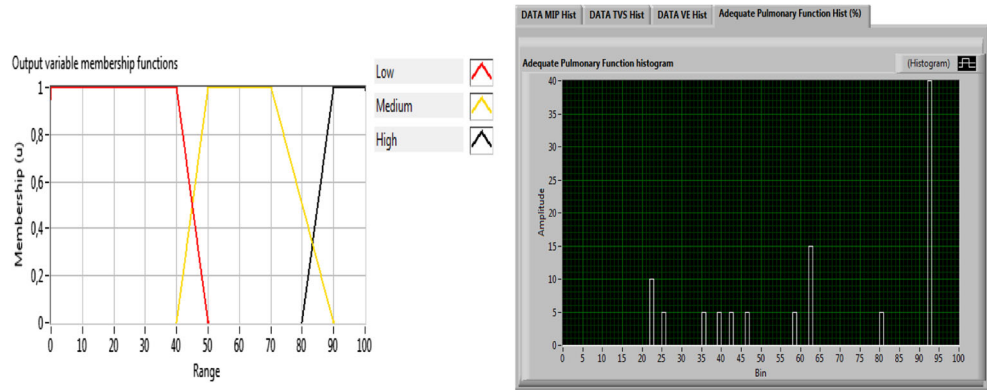 Output variable membership functions
Low
Medium
High
Membership (u)
1
0,8
0,6
0,4
0,2
0
0 10 20 30 40 50 60 70 80 90 100
Range
DATA MIP Hist DATA TVS Hist DATA VE Hist Adequate Pulmonary Function Hist (%)
Adequate Pulmonary Function histogram
(Histogram)
Amplitude
40
35
30
25
20
15
10
5
0
0 5 10 15 20 25 30 35 40 45 50 55 60 65 70 75 80 85 90 95 100
Bin